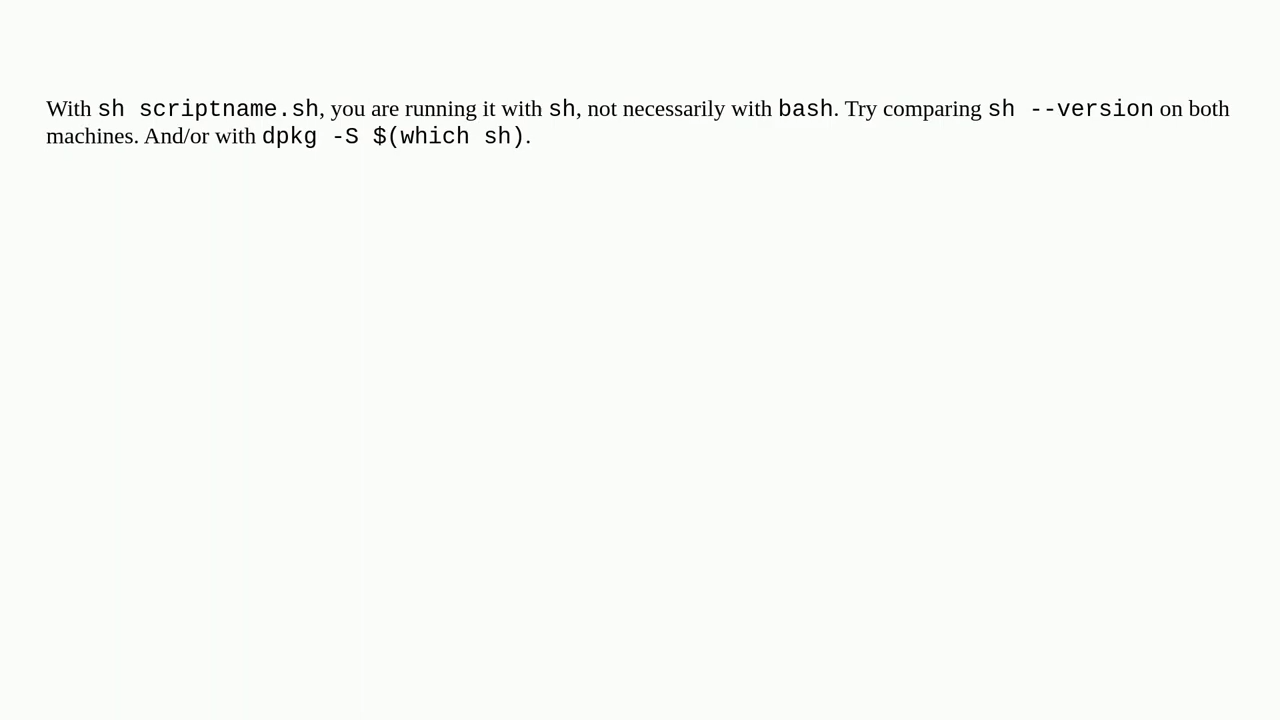 With sh scriptname.sh, you are running it with sh, not necessarily with bash. Try comparing sh --version on both
machines. And/or with dpkg -S $(which sh).